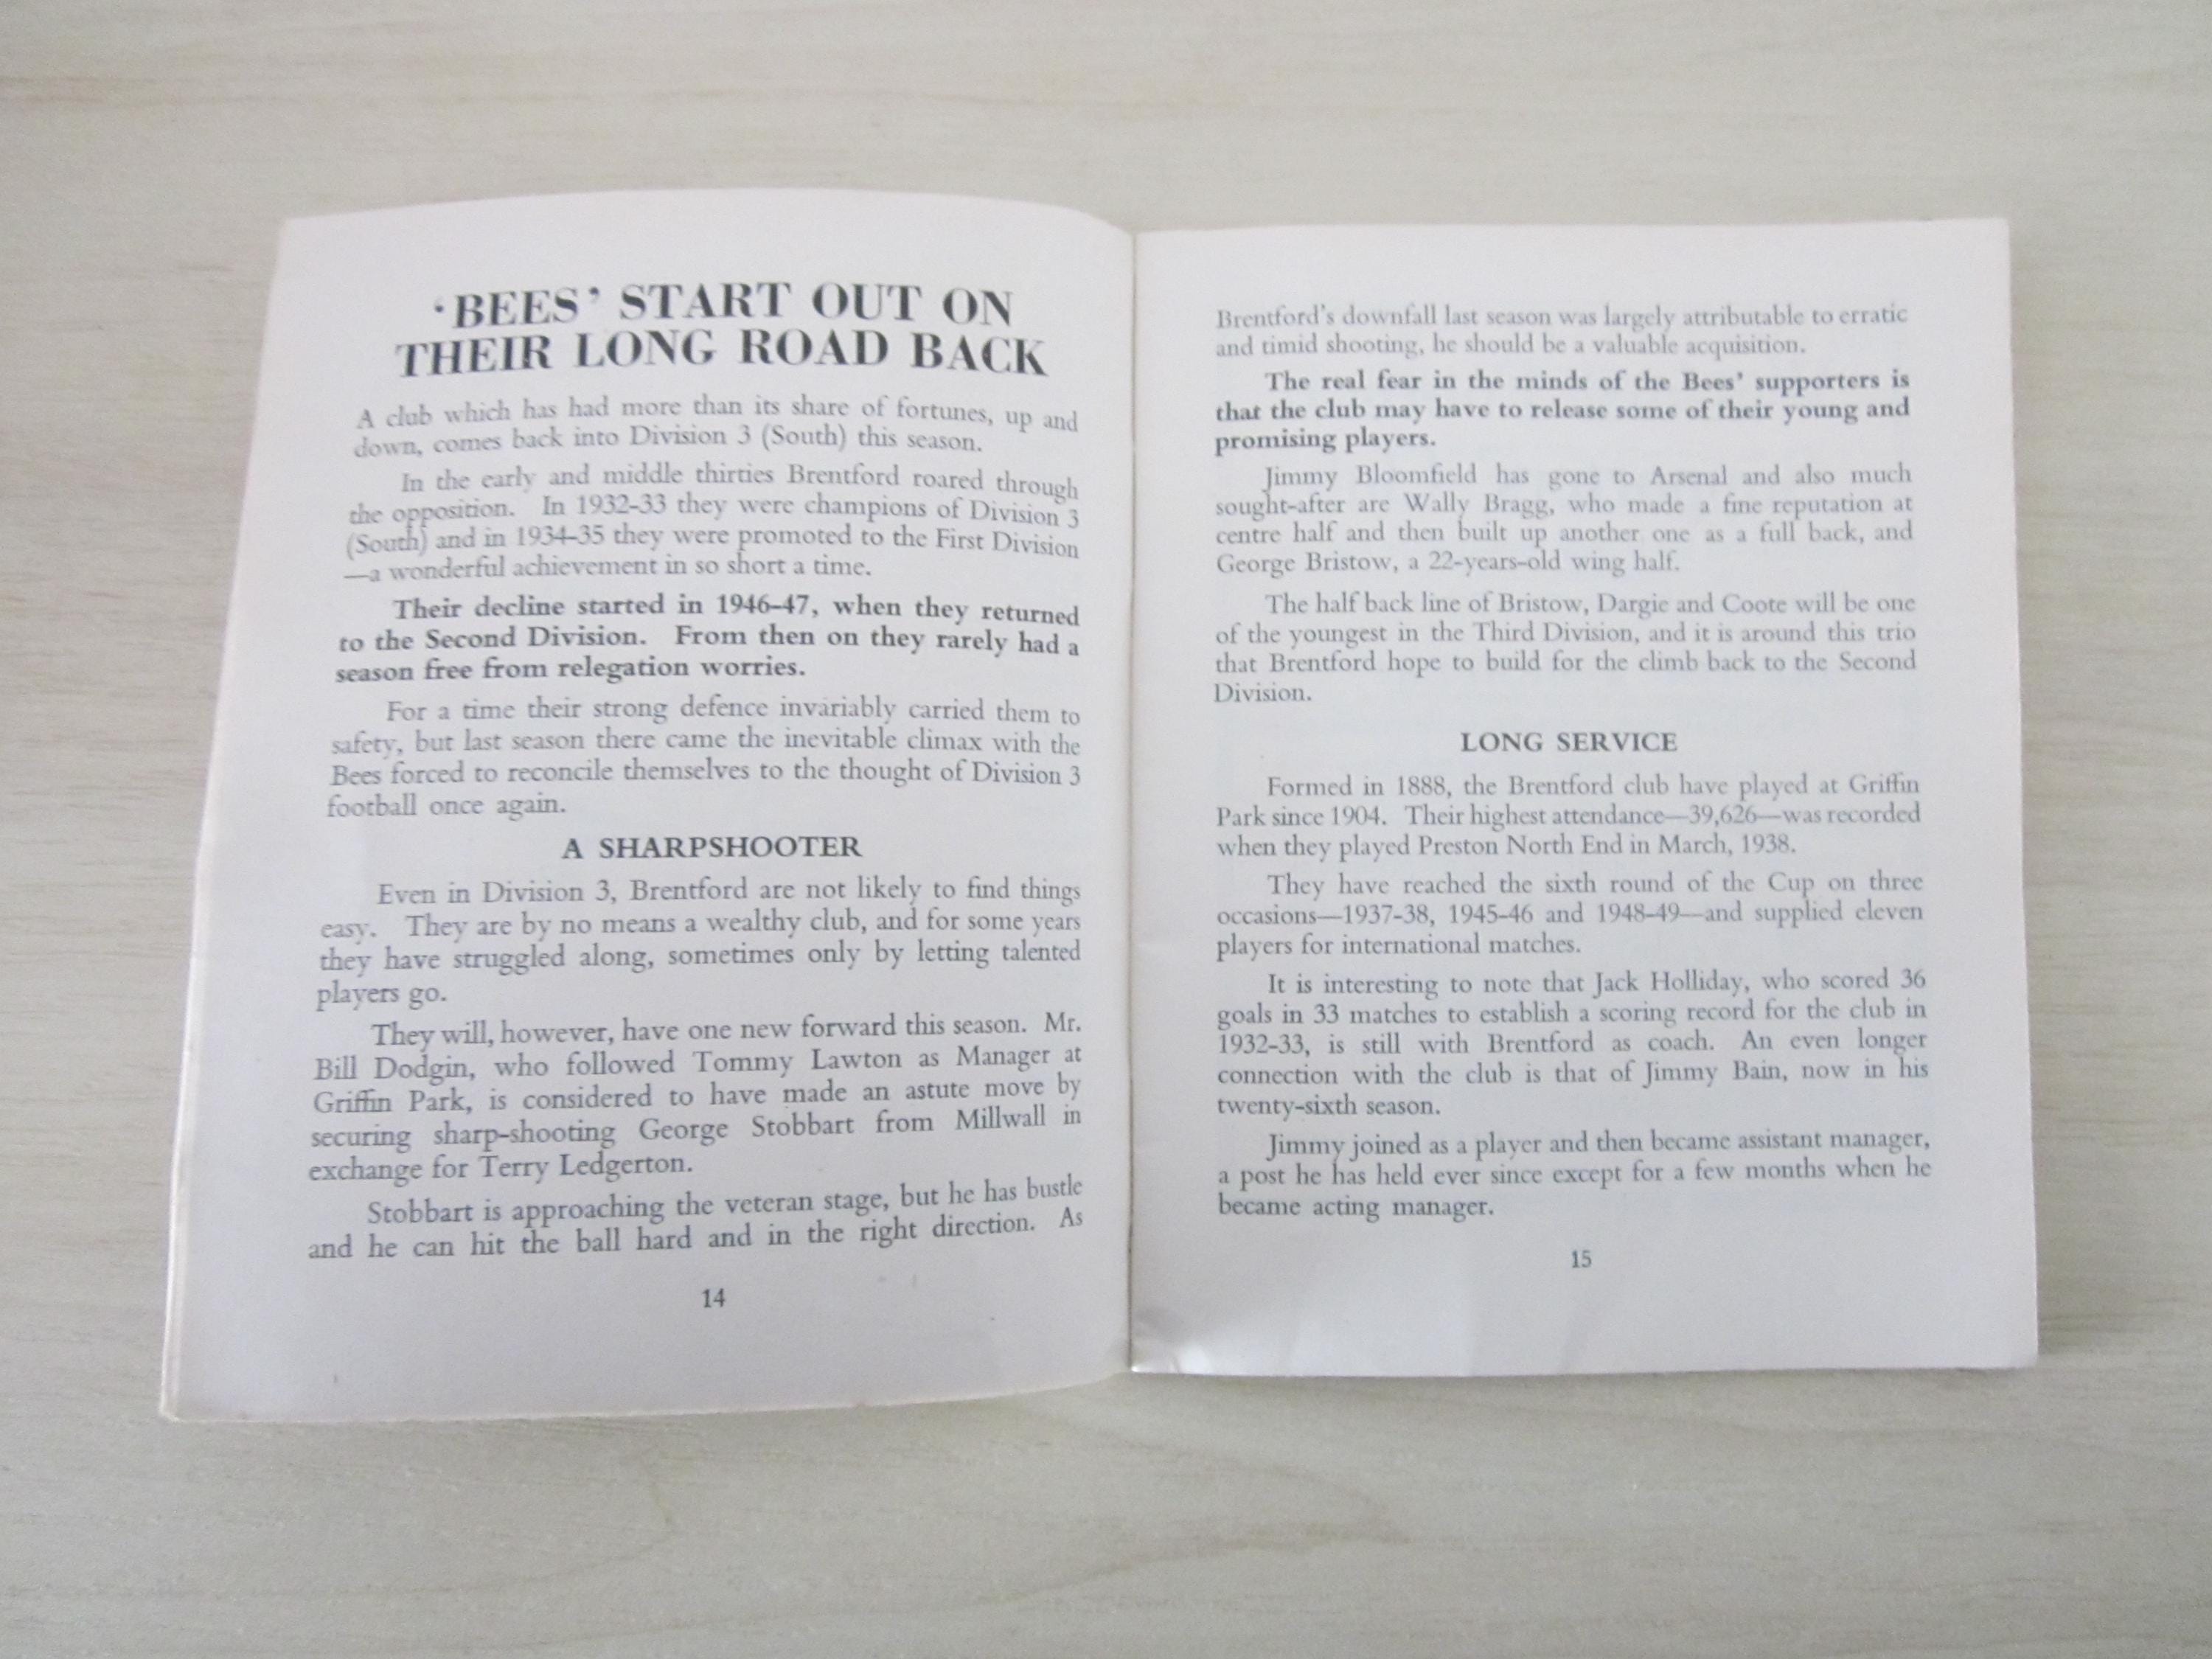 ‘BEES’ START OUT ON
THEIR LONG ROAD BACK
A club which has had more than its share of fortunes, up and
down, comes back into Division 3 (South) this season.
In the early and middle thirties Brentford roared through
the opposition. In 1932-33 they were champions of Division 3
(South) and in 1934-35 they were promoted to the First Division
—a wonderful achievement in so short a time.
Their decline started in 1946-47, when they returned
to the Second Division. From then on they rarely had a
season free from relegation worries.
For a time their strong defence invariably carried them to
safety, but last season there came the inevitable climax with the
Bees forced to reconcile themselves to the thought of Division 3
football once again.
A SHARPSHOOTER
Even in Division 3, Brentford are not likely to find things
easy. They are by no means a wealthy club, and for some years
they have struggled along, sometimes only by letting talented
players go.
They will, however, have one new forward this season. Mr.
Bill Dodgin, who followed Tommy Lawton as Manager at
Griffin Park, is considered to have made an astute move by
securing sharp-shooting George Stobbart from Millwall in
exchange for Terry Ledgerton.
Stobbart is approaching the veteran stage, but he has bustle
and he can hit the ball hard and in the right direction. As
14
Brentford’s downfall last season was largely attributable to erratic
and timid shooting, he should be a valuable acquisition.
The real fear in the minds of the Bees’ supporters is
that the club may have to release some of their young and
promising players.
Jimmy Bloomfield has gone to Arsenal and also much
sought-after are Wally Bragg, who made a fine reputation at
centre half and then built up another one as a full back, and
George Bristow, a 22-years-old wing half.
The half back line of Bristow, Dargie and Coote will be one
of the youngest in the Third Division, and it is around this trio
that Brentford hope to build for the climb back to the Second
Division.
LONG SERVICE
Formed in 1888, the Brentford club have played at Griffin
Park since 1904. Their highest attendance—39,626—was recorded
when they played Preston North End in March, 1938.
They have reached the sixth round of the Cup on three
occasions—1937-38, 1945-46 and 1948-49—and supplied eleven
players for international matches.
It is interesting to note that Jack Holliday, who scored 36
goals in 33 matches to establish a scoring record for the club in
1932-33, is still with Brentford as coach. An even longer
connection with the club is that of Jimmy Bain, now in his
twenty-sixth season.
Jimmy joined as a player and then became assistant manager,
a post he has held ever since except for a few months when he
became acting manager.
15